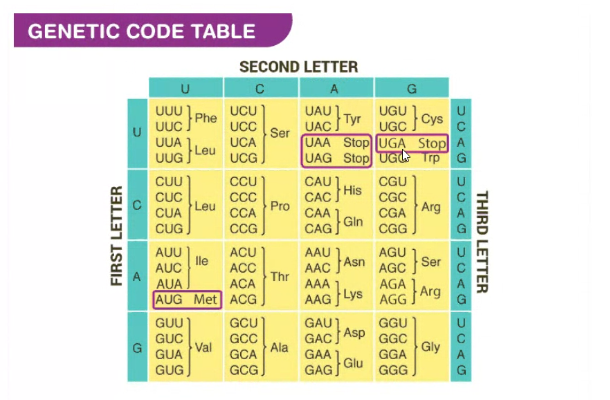 GENETIC CODE TABLE
SECOND LETTER
U C A G
UUU Phe UCU Ser UAU Tyr UGU Cys U
UUC UCC UAC UGC C
U UUA Leu UCA UAA Stop UGA Stop A
UUG UCG UAG Stop UGG Trp G
CUU Leu CCU Pro CAU His CGU Arg U
CUC CCC CAC CGC C
C CUA CCA CAA Gln CGA A
CUG CCG CAG CGG G
AUU Ile ACU Thr AAU Asn AGU Ser U
AUC ACC AAC AGC C
A AUA ACA AAA Lys AGA Arg A
AUG Met ACG AAG AGG G
GUU Val GCU Ala GAU Asp GGU Gly U
GUC GCC GAC GGC C
G GUA GCA GAA Glu GGA A
GUG GCG GAG GGG G
FIRST LETTER
THIRD LETTER